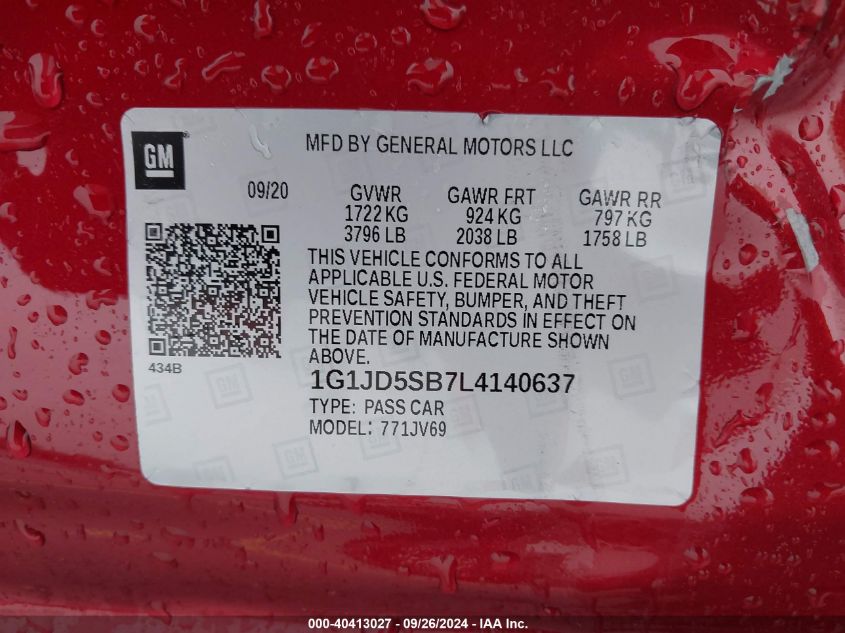 GM
MFD BY GENERAL MOTORS LLC
09/20 GVWR GAWR FRT GAWR RR
1722 KG 924 KG 797 KG
3796 LB 2038 LB 1758 LB
THIS VEHICLE CONFORMS TO ALL
APPLICABLE U.S. FEDERAL MOTOR
VEHICLE SAFETY, BUMPER, AND THEFT
PREVENTION STANDARDS IN EFFECT ON
THE DATE OF MANUFACTURE SHOWN
ABOVE.
434B
1G1JD5SB7L4140637
TYPE: PASS CAR
MODEL: 771JV69
000-40413027 - 09/26/2024 - IAA Inc.